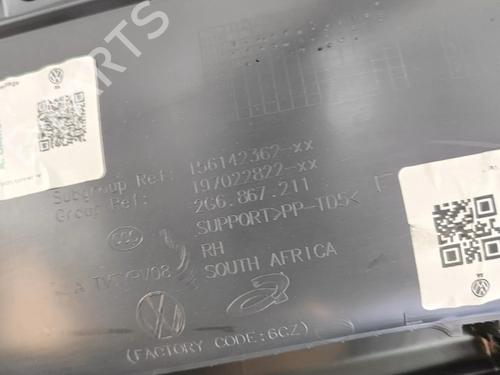 PARTS
Subgroup Ref: 156142362-xx
Group Ref: 197022822-xx
2G6.867.211
SUPPORT>PP-TD5<
RH
SOUTH AFRICA
(FACTORY CODE:6CZ)